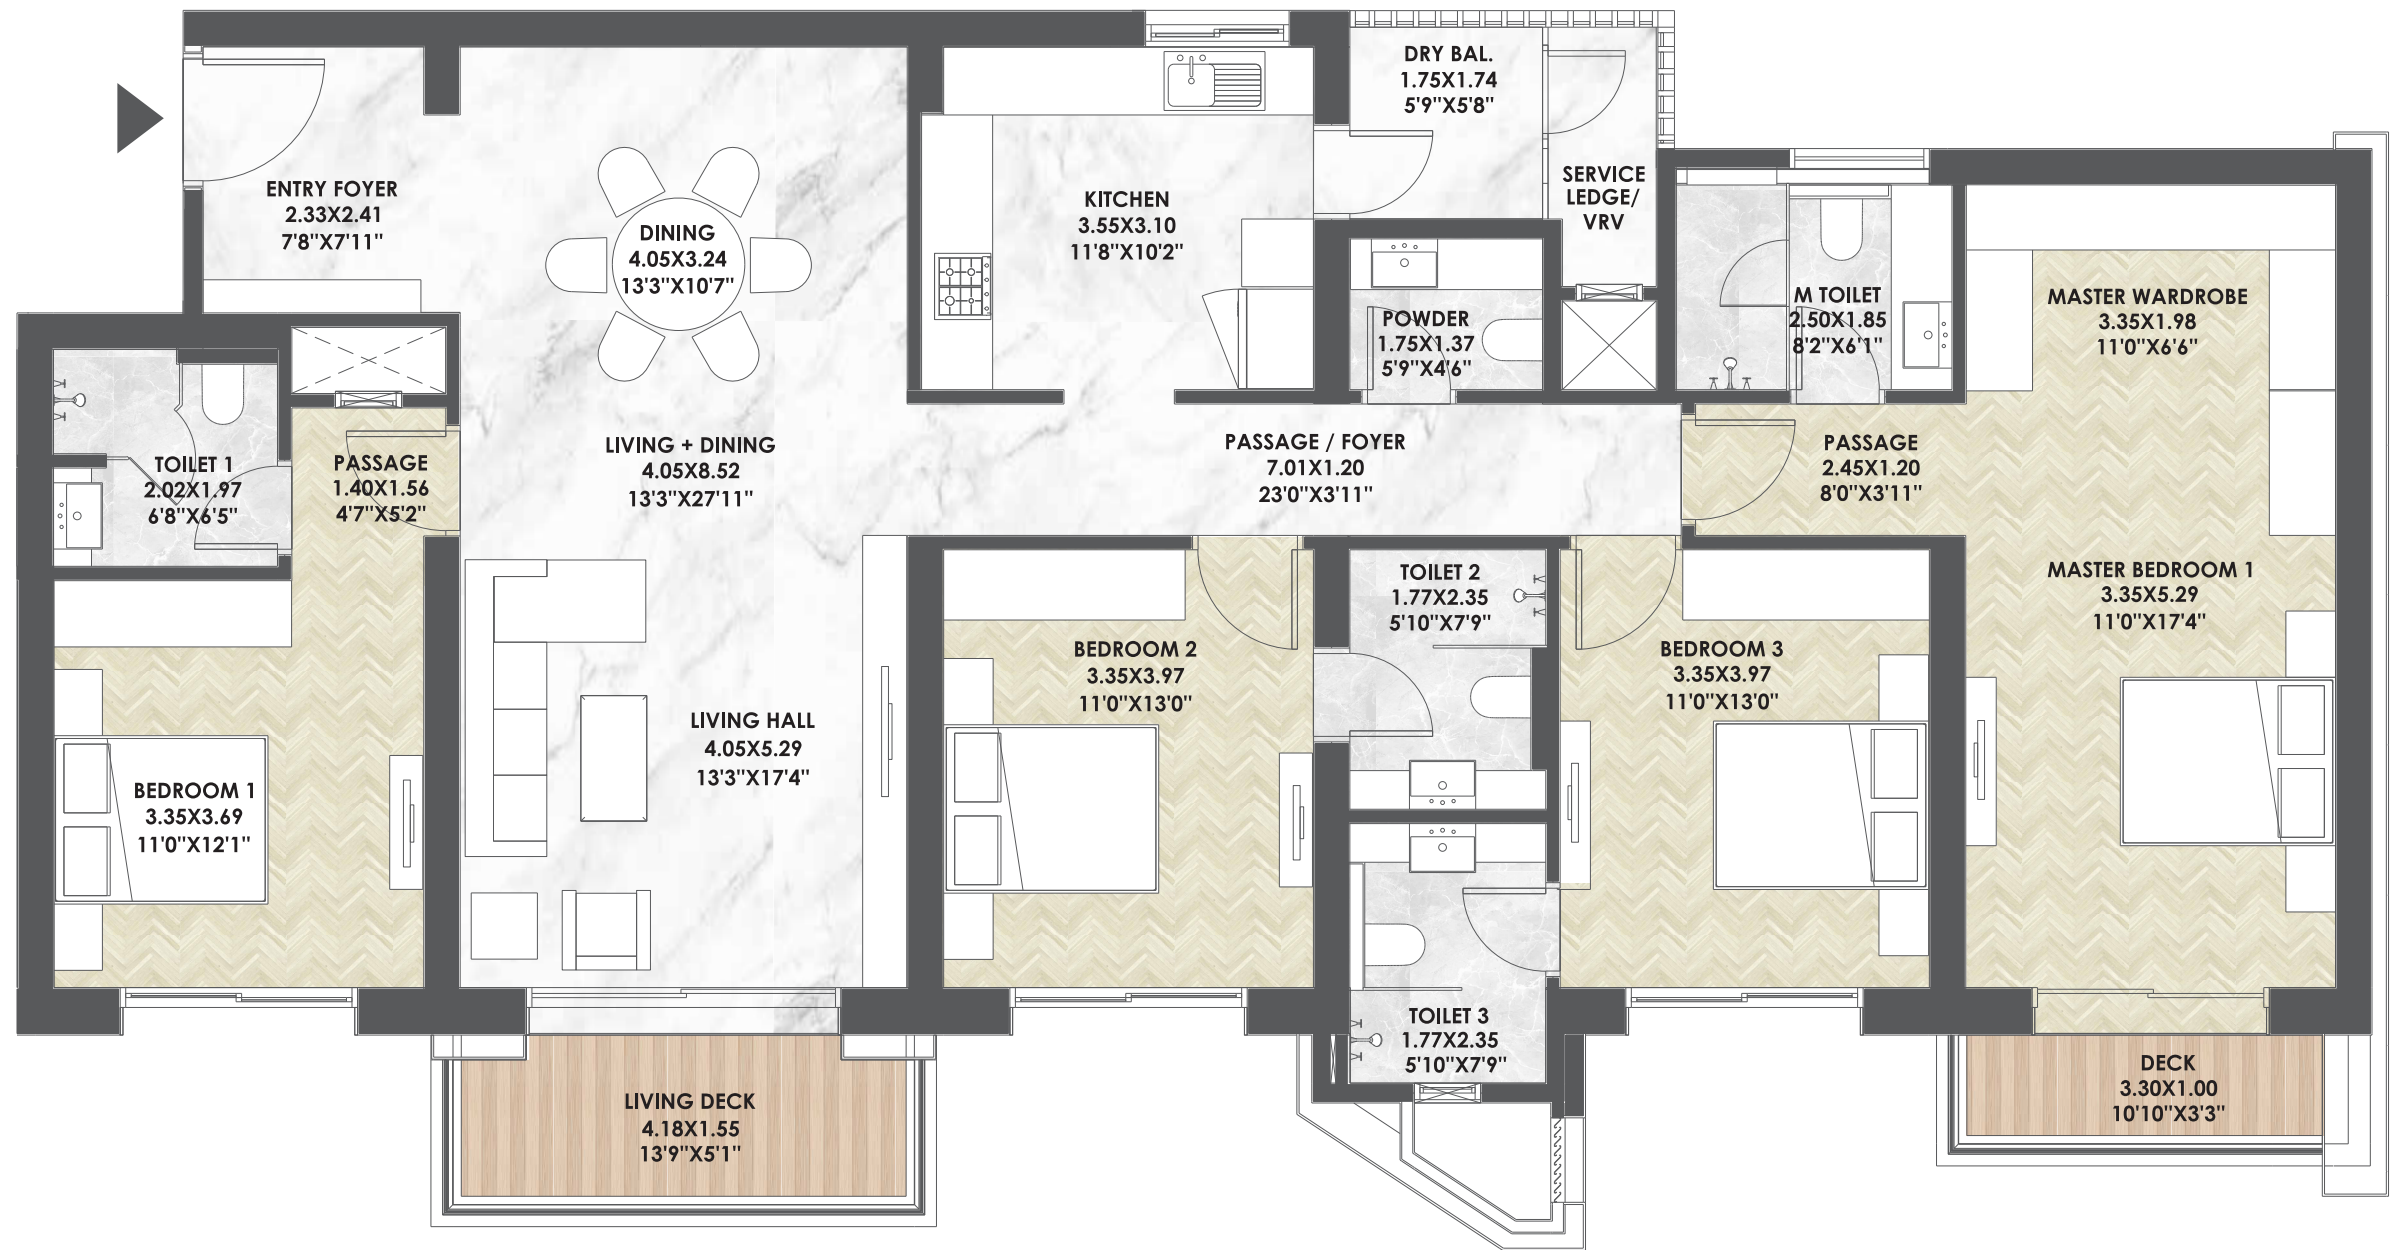 ENTRY FOYER
2.33X2.41
7'8"X7'11"
DINING
4.05X3.24
13'3"X10'7"
KITCHEN
3.55X3.10
11'8"X10'2"
DRY BAL.
1.75X1.74
5'9"X5'8"
SERVICE
LEDGE/
VRV
POWDER
1.75X1.37
5'9"X4'6"
M TOILET
2.50X1.85
8'2"X6'1"
MASTER WARDROBE
3.35X1.98
11'0"X6'6"
TOILET 1
2.02X1.97
6'8"X6'5"
PASSAGE
1.40X1.56
4'7"X5'2"
LIVING + DINING
4.05X8.52
13'3"X27'11"
PASSAGE / FOYER
7.01X1.20
23'0"X3'11"
PASSAGE
2.45X1.20
8'0"X3'11"
BEDROOM 1
3.35X3.69
11'0"X12'1"
LIVING HALL
4.05X5.29
13'3"X17'4"
BEDROOM 2
3.35X3.97
11'0"X13'0"
TOILET 2
1.77X2.35
5'10"X7'9"
BEDROOM 3
3.35X3.97
11'0"X13'0"
MASTER BEDROOM 1
3.35X5.29
11'0"X17'4"
LIVING DECK
4.18X1.55
13'9"X5'1"
TOILET 3
1.77X2.35
5'10"X7'9"
DECK
3.30X1.00
10'10"X3'3"